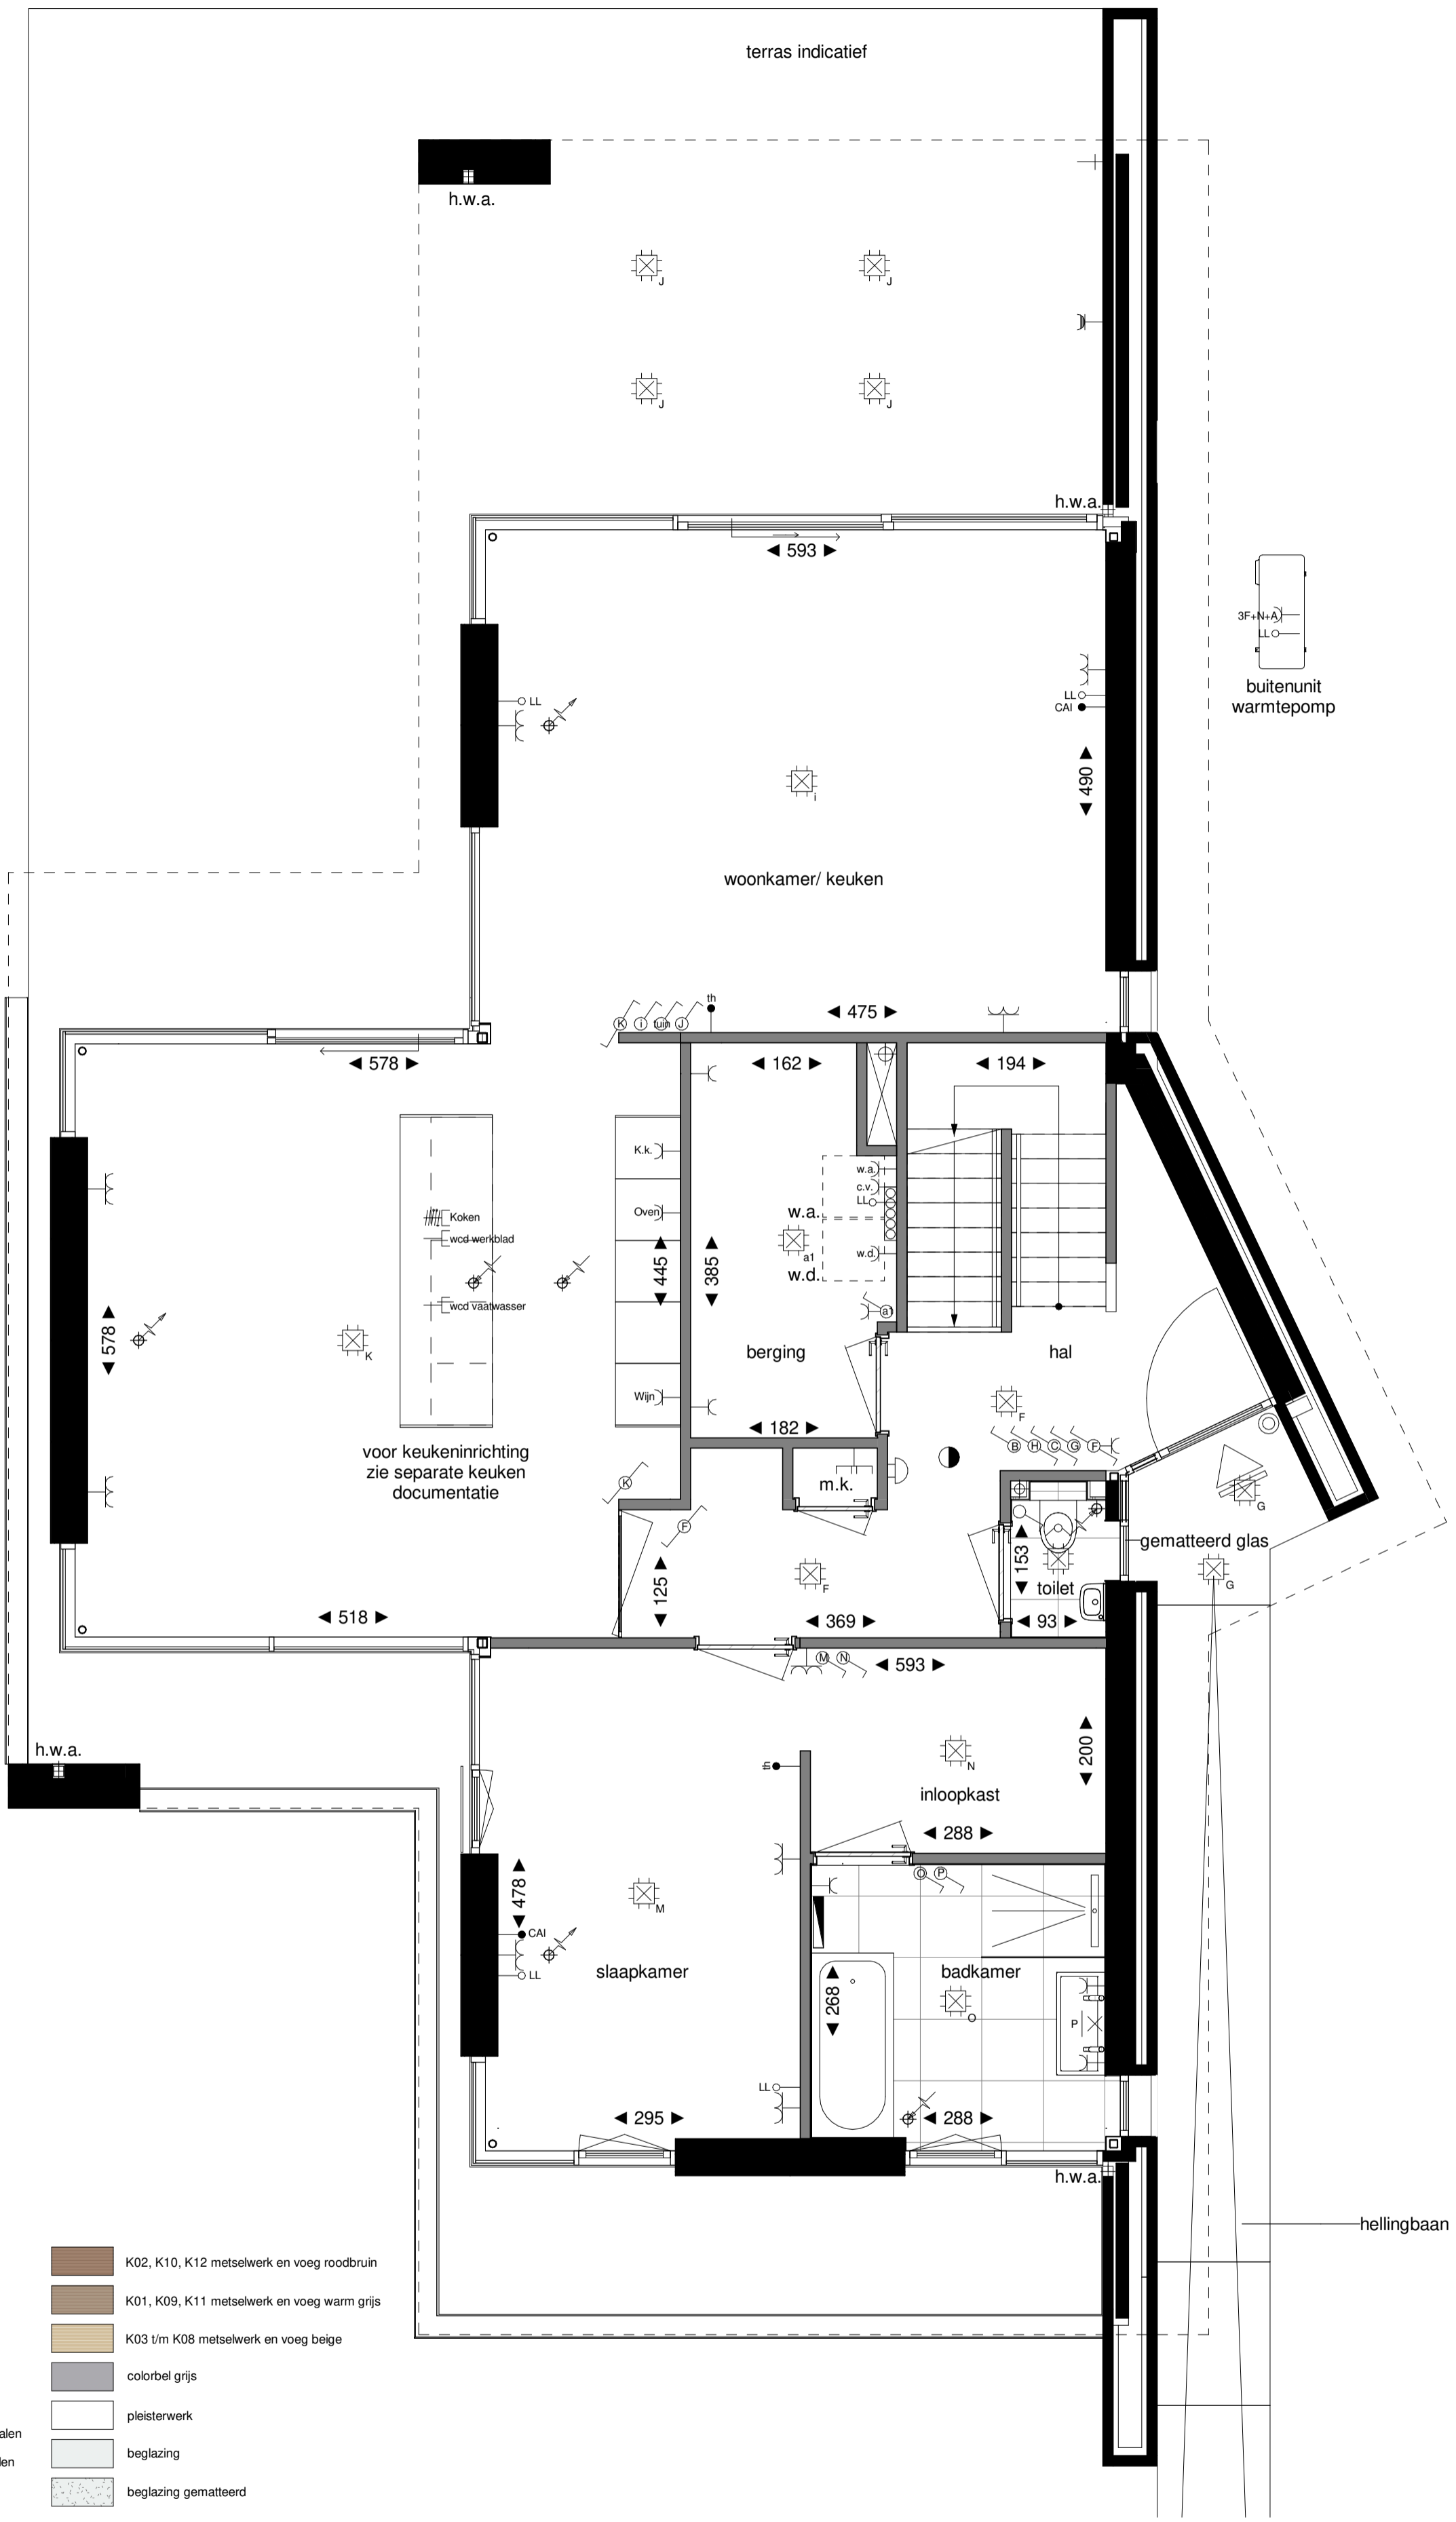 terras indicatief
h.w.a.
J
J
J
J
h.w.a.
◄ 593 ►
3F+N+A
LL
buitenunit
warmtepomp
LL
LL
CAI
◄ 490 ►
i
woonkamer/ keuken
th
K
i
tuin
J
◄ 475 ►
◄ 578 ►
◄ 162 ►
◄ 194 ►
K.k.
w.a.
c.v.
LL
Koken
Oven
w.a.
wcd werkblad
a1
w.d.
w.d.
◄ 445 ►
◄ 385 ►
wcd vaatwasser
a1
◄ 578 ►
K
berging
hal
Wijn
F
◄ 182 ►
B
H
C
G
F
voor keukeninrichting
zie separate keuken
documentatie
K
m.k.
G
F
gematteerd glas
◄ 153 ►
◄ 125 ►
F
toilet
G
◄ 518 ►
◄ 369 ►
◄ 93 ►
M
N
◄ 593 ►
h.w.a.
th
N
◄ 200 ►
inloopkast
◄ 288 ►
O
P
◄ 478 ►
M
CAI
LL
slaapkamer
badkamer
◄ 268 ►
O
P
LL
◄ 295 ►
◄ 288 ►
h.w.a.
hellingbaan
K02, K10, K12 metselwerk en voeg roodbruin
K01, K09, K11 metselwerk en voeg warm grijs
K03 t/m K08 metselwerk en voeg beige
colorbel grijs
pleisterwerk
alen
beglazing
len
beglazing gematteerd